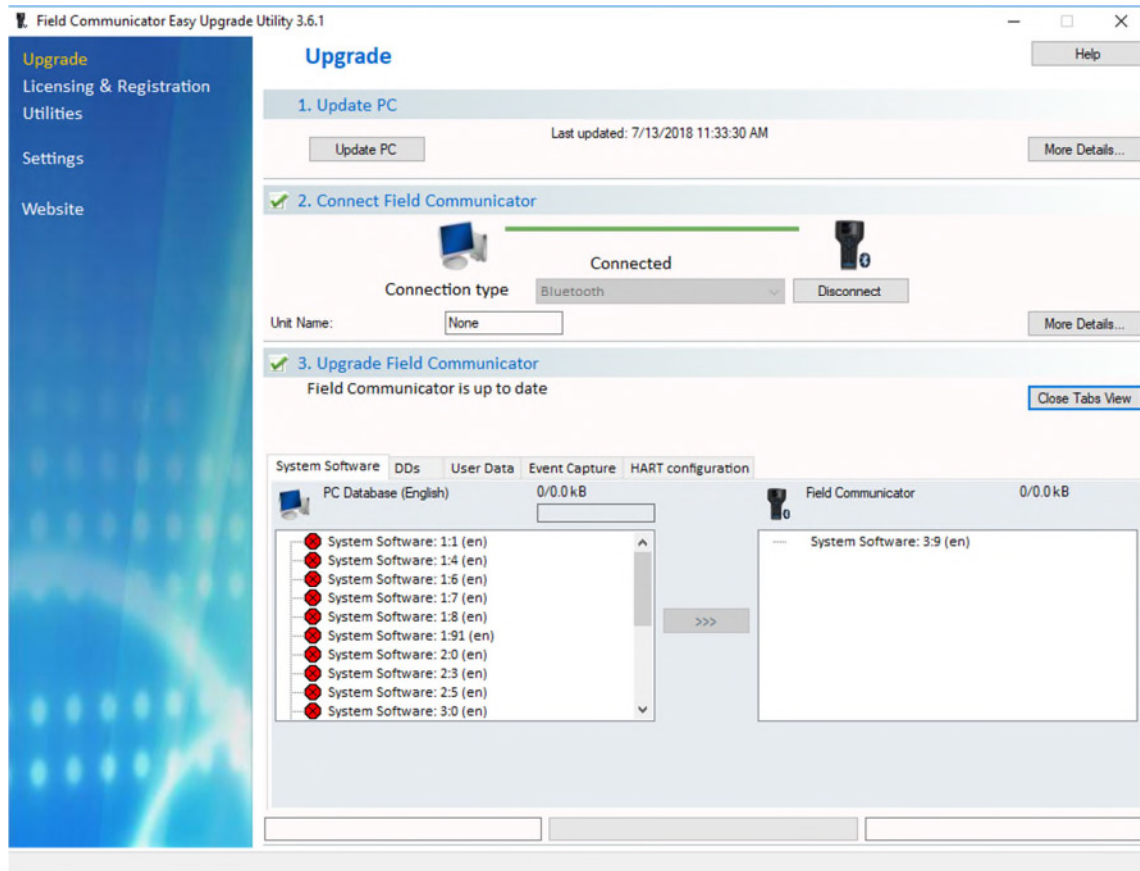 Field Communicator Easy Upgrade Utility 3.6.1
Upgrade
Licensing & Registration
Utilities
Settings
Website
Upgrade
Help
1. Update PC
Last updated: 7/13/2018 11:33:30 AM
Update PC
More Details...
2. Connect Field Communicator
Connected
Connection type
Bluetooth
Disconnect
Unit Name:
None
More Details...
3. Upgrade Field Communicator
Field Communicator is up to date
Close Tabs View
System Software DDs User Data Event Capture HART configuration
PC Database (English) 0/0.0 kB
Field Communicator 0/0.0 kB
System Software: 1:1 (en)
System Software: 1:4 (en)
System Software: 1:6 (en)
System Software: 1:7 (en)
System Software: 1:8 (en)
System Software: 1:91 (en)
System Software: 2:0 (en)
System Software: 2:3 (en)
System Software: 2:5 (en)
System Software: 3:0 (en)
>>>
System Software: 3:9 (en)